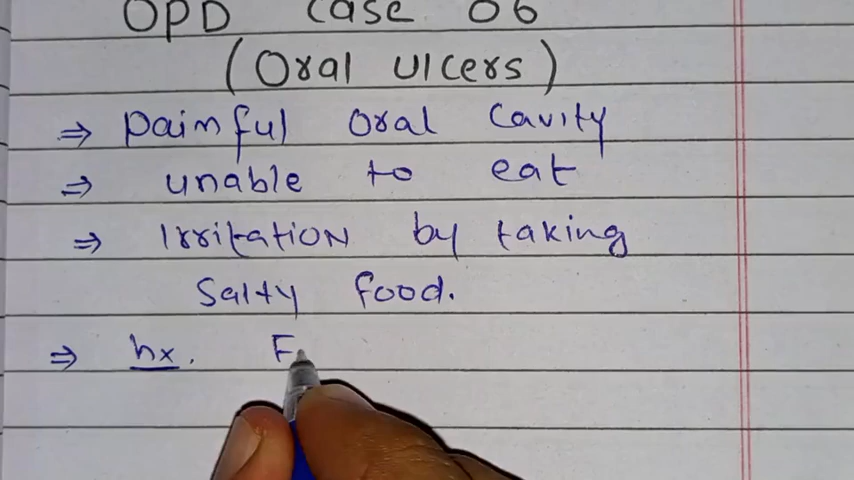 OPD Case 06
(Oral Ulcers)
⇒ Painful Oral Cavity
⇒ unable to eat
⇒ Irritation by taking
Salty food.
⇒ hx. F